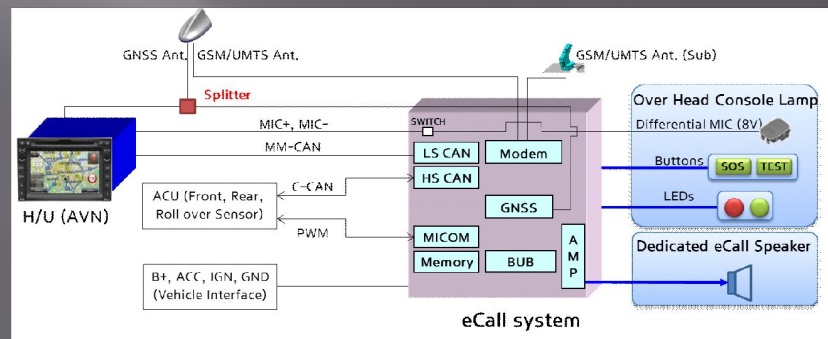 GNSS Ant.
GSM/UMTS Ant.
GSM/UMTS Ant. (Sub)
Splitter
Over Head Console Lamp
SWITCH
MIC+, MIC-
Differential MIC (8V)
MM-CAN
LS CAN
Modem
Buttons
SOS
TEST
C-CAN
HS CAN
H/U (AVN)
ACU (Front, Rear,
Roll over Sensor)
GNSS
LEDs
PWM
MICOM
AMP
Dedicated eCall Speaker
Memory
BUB
B+, ACC, IGN, GND
(Vehicle Interface)
eCall system